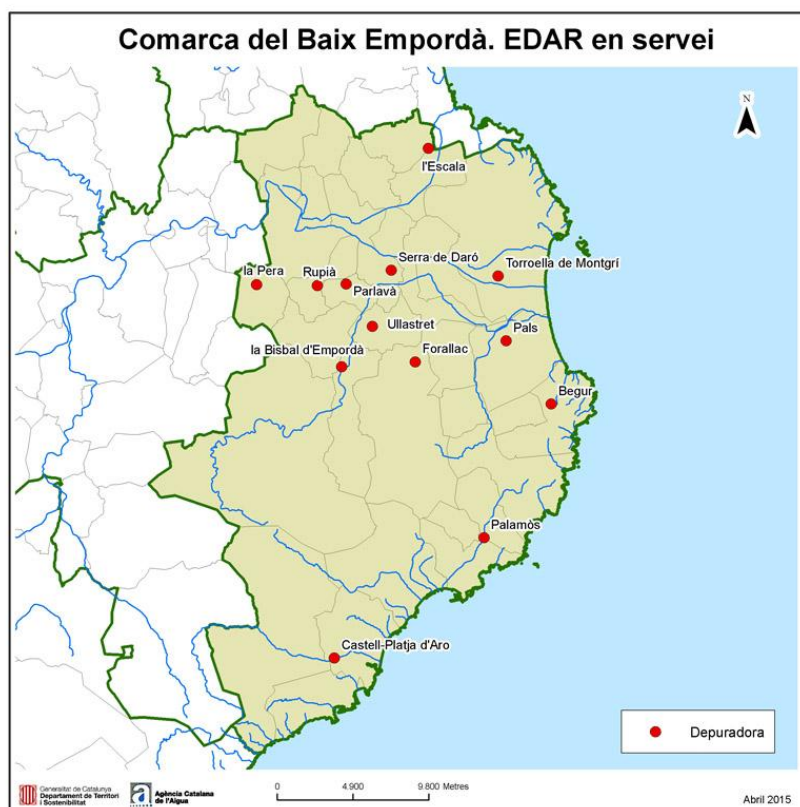 Comarca del Baix Empordà. EDAR en servei
N
l'Escala
Serra de Daró
Torroella de Montgrí
la Pera
Rupià
Parlavà
Ullastret
Pals
la Bisbal d'Empordà
Forallac
Begur
Palamòs
Castell-Platja d'Aro
Depuradora
Generalitat de Catalunya
Departament de Territori
i Sostenibilitat
Agència Catalana
de l'Aigua
0 4.900 9.800 Metres
Abril 2015